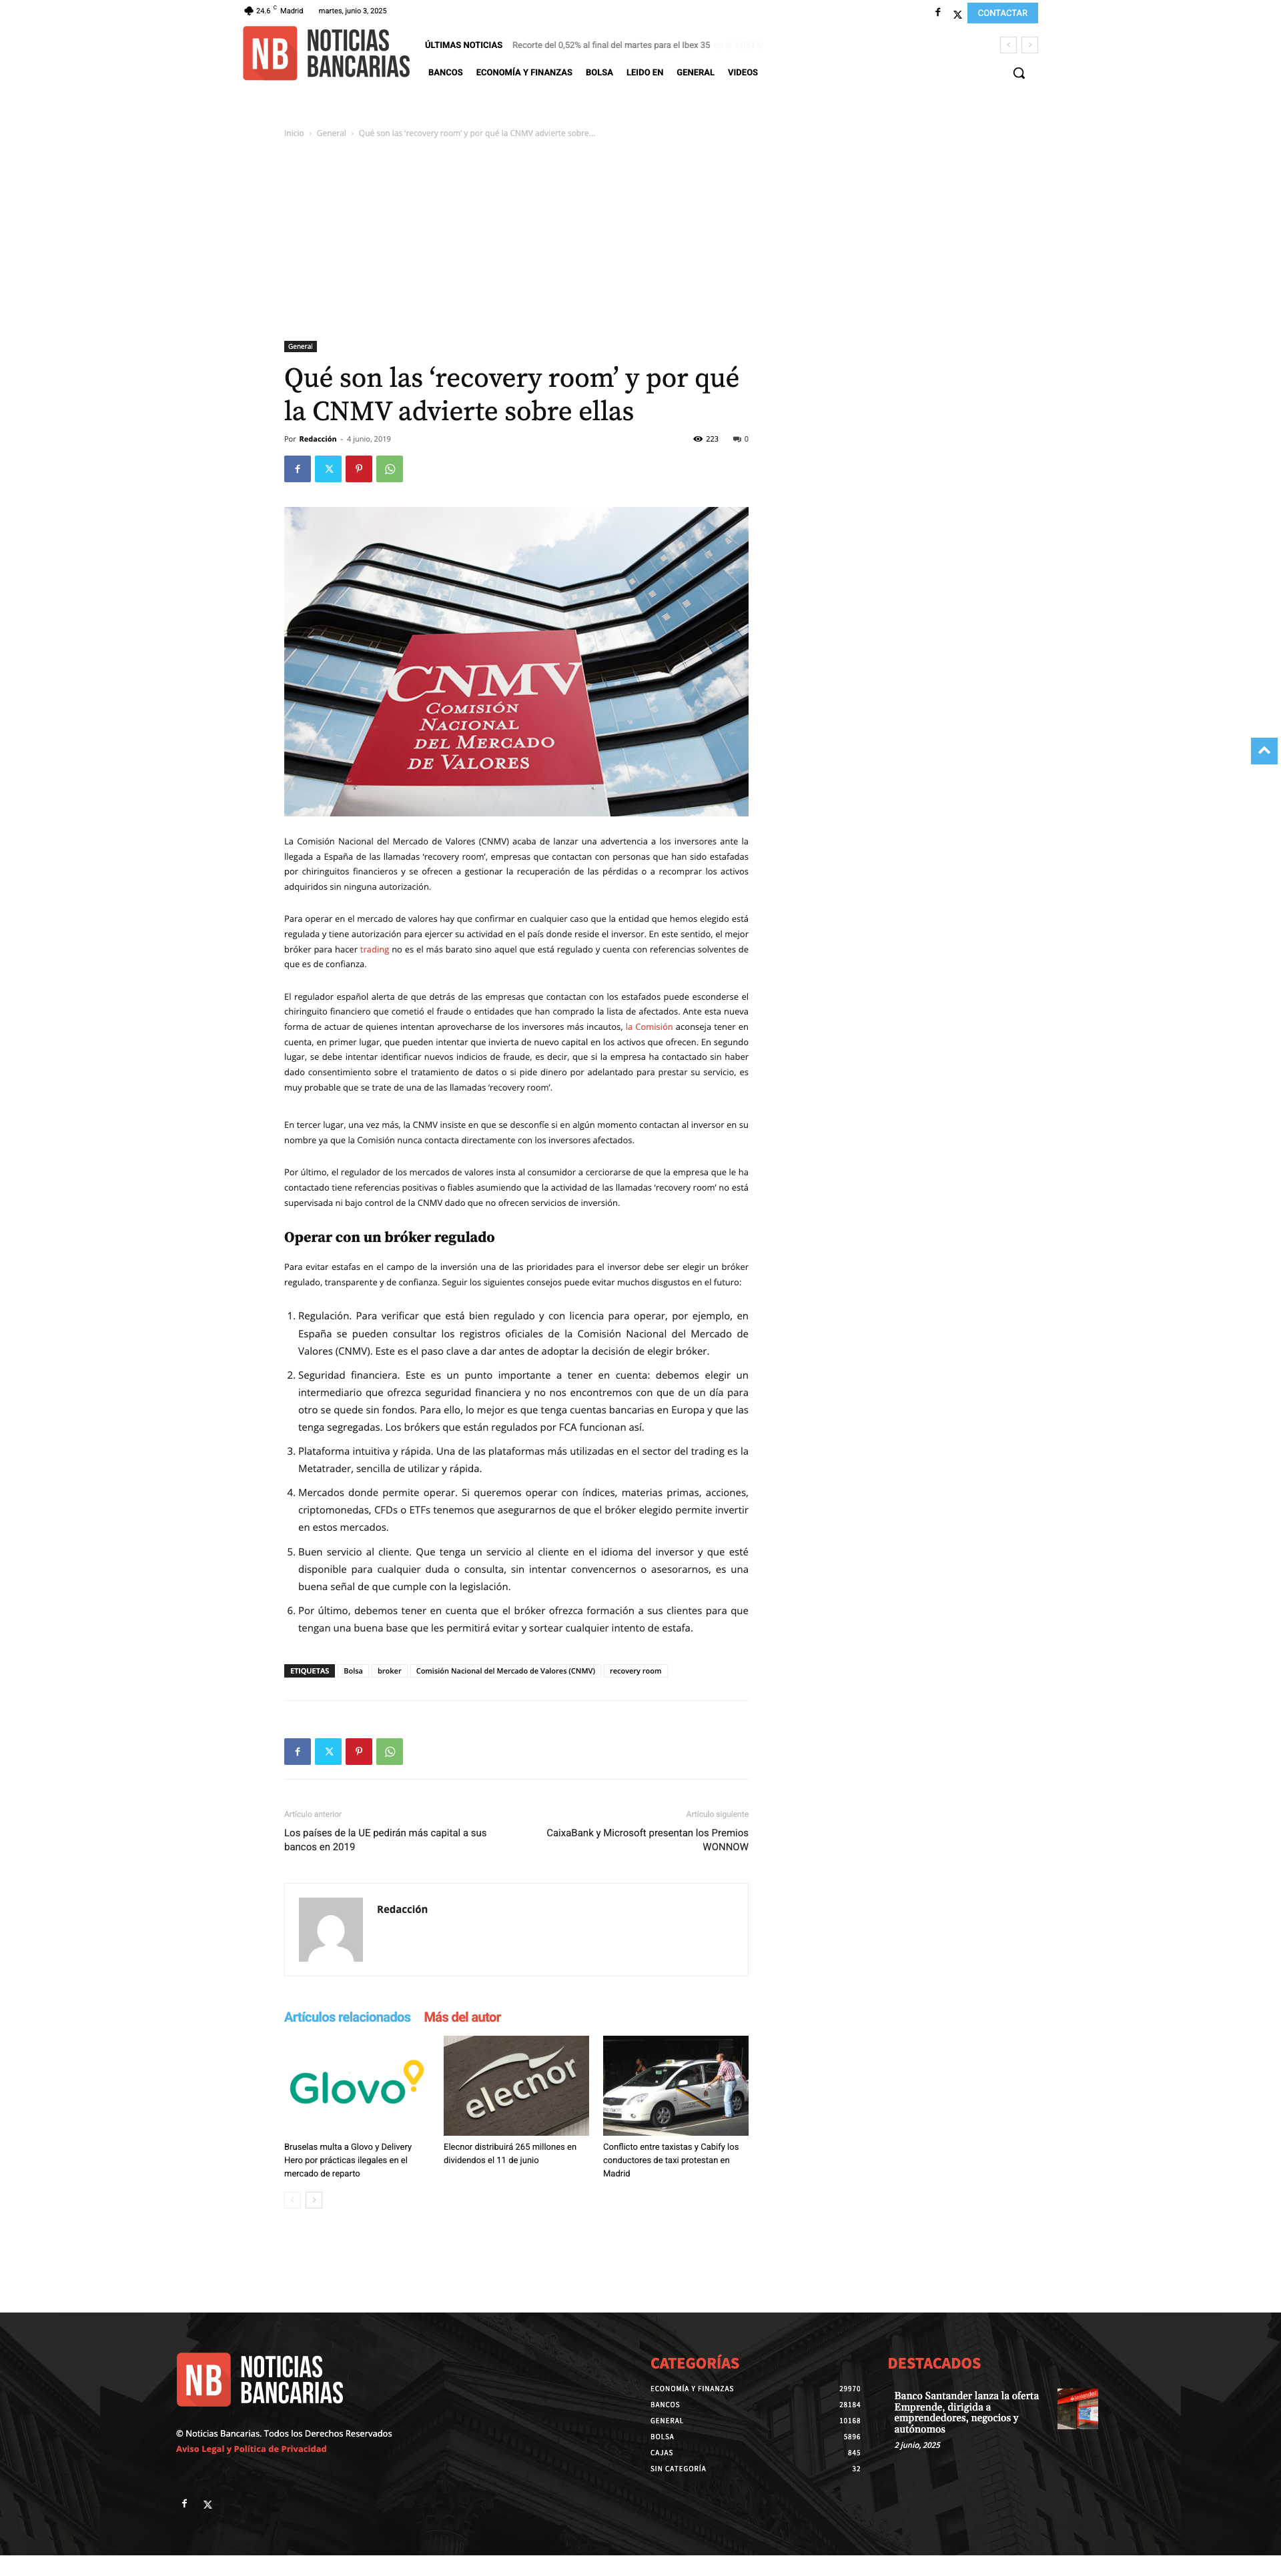 24.6 C Madrid martes, junio 3, 2025
CONTACTAR
NB NOTICIAS BANCARIAS
ÚLTIMAS NOTICIAS Recorte del 0,52% al final del martes para el Ibex 35
BANCOS ECONOMÍA Y FINANZAS BOLSA LEIDO EN GENERAL VIDEOS
Inicio › General › Qué son las 'recovery room' y por qué la CNMV advierte sobre...
General
Qué son las ‘recovery room’ y por qué
la CNMV advierte sobre ellas
Por Redacción - 4 junio, 2019 223 0
CNMV
COMISIÓN
NACIONAL
DEL MERCADO
DE VALORES
La Comisión Nacional del Mercado de Valores (CNMV) acaba de lanzar una advertencia a los inversores ante la
llegada a España de las llamadas ‘recovery room’, empresas que contactan con personas que han sido estafadas
por chiringuitos financieros y se ofrecen a gestionar la recuperación de las pérdidas o a recomprar los activos
adquiridos sin ninguna autorización.
Para operar en el mercado de valores hay que confirmar en cualquier caso que la entidad que hemos elegido está
regulada y tiene autorización para ejercer su actividad en el país donde reside el inversor. En este sentido, el mejor
bróker para hacer trading no es el más barato sino aquel que está regulado y cuenta con referencias solventes de
que es de confianza.
El regulador español alerta de que detrás de las empresas que contactan con los estafados puede esconderse el
chiringuito financiero que cometió el fraude o entidades que han comprado la lista de afectados. Ante esta nueva
forma de actuar de quienes intentan aprovecharse de los inversores más incautos, la Comisión aconseja tener en
cuenta, en primer lugar, que pueden intentar que invierta de nuevo capital en los activos que ofrecen. En segundo
lugar, se debe intentar identificar nuevos indicios de fraude, es decir, que si la empresa ha contactado sin haber
dado consentimiento sobre el tratamiento de datos o si pide dinero por adelantado para prestar su servicio, es
muy probable que se trate de una de las llamadas ‘recovery room’.
En tercer lugar, una vez más, la CNMV insiste en que se desconfíe si en algún momento contactan al inversor en su
nombre ya que la Comisión nunca contacta directamente con los inversores afectados.
Por último, el regulador de los mercados de valores insta al consumidor a cerciorarse de que la empresa que le ha
contactado tiene referencias positivas o fiables asumiendo que la actividad de las llamadas ‘recovery room’ no está
supervisada ni bajo control de la CNMV dado que no ofrecen servicios de inversión.
Operar con un bróker regulado
Para evitar estafas en el campo de la inversión una de las prioridades para el inversor debe ser elegir un bróker
regulado, transparente y de confianza. Seguir los siguientes consejos puede evitar muchos disgustos en el futuro:
1. Regulación. Para verificar que está bien regulado y con licencia para operar, por ejemplo, en
España se pueden consultar los registros oficiales de la Comisión Nacional del Mercado de
Valores (CNMV). Este es el paso clave a dar antes de adoptar la decisión de elegir bróker.
2. Seguridad financiera. Este es un punto importante a tener en cuenta: debemos elegir un
intermediario que ofrezca seguridad financiera y no nos encontremos con que de un día para
otro se quede sin fondos. Para ello, lo mejor es que tenga cuentas bancarias en Europa y que las
tenga segregadas. Los brókers que están regulados por FCA funcionan así.
3. Plataforma intuitiva y rápida. Una de las plataformas más utilizadas en el sector del trading es la
Metatrader, sencilla de utilizar y rápida.
4. Mercados donde permite operar. Si queremos operar con índices, materias primas, acciones,
criptomonedas, CFDs o ETFs tenemos que asegurarnos de que el bróker elegido permite invertir
en estos mercados.
5. Buen servicio al cliente. Que tenga un servicio al cliente en el idioma del inversor y que esté
disponible para cualquier duda o consulta, sin intentar convencernos o asesorarnos, es una
buena señal de que cumple con la legislación.
6. Por último, debemos tener en cuenta que el bróker ofrezca formación a sus clientes para que
tengan una buena base que les permitirá evitar y sortear cualquier intento de estafa.
ETIQUETAS Bolsa broker Comisión Nacional del Mercado de Valores (CNMV) recovery room
Artículo anterior Artículo siguiente
Los países de la UE pedirán más capital a sus
bancos en 2019
CaixaBank y Microsoft presentan los Premios
WONNOW
Redacción
Artículos relacionados Más del autor
Glovo
elecnor
Bruselas multa a Glovo y Delivery
Hero por prácticas ilegales en el
mercado de reparto
Elecnor distribuirá 265 millones en
dividendos el 11 de junio
Conflicto entre taxistas y Cabify los
conductores de taxi protestan en
Madrid
NB NOTICIAS BANCARIAS
© Noticias Bancarias. Todos los Derechos Reservados
Aviso Legal y Política de Privacidad
CATEGORÍAS
ECONOMÍA Y FINANZAS 29970
BANCOS 28184
GENERAL 10168
BOLSA 5896
CAJAS 845
SIN CATEGORÍA 32
DESTACADOS
Banco Santander lanza la oferta
Emprende, dirigida a
emprendedores, negocios y
autónomos
2 junio, 2025